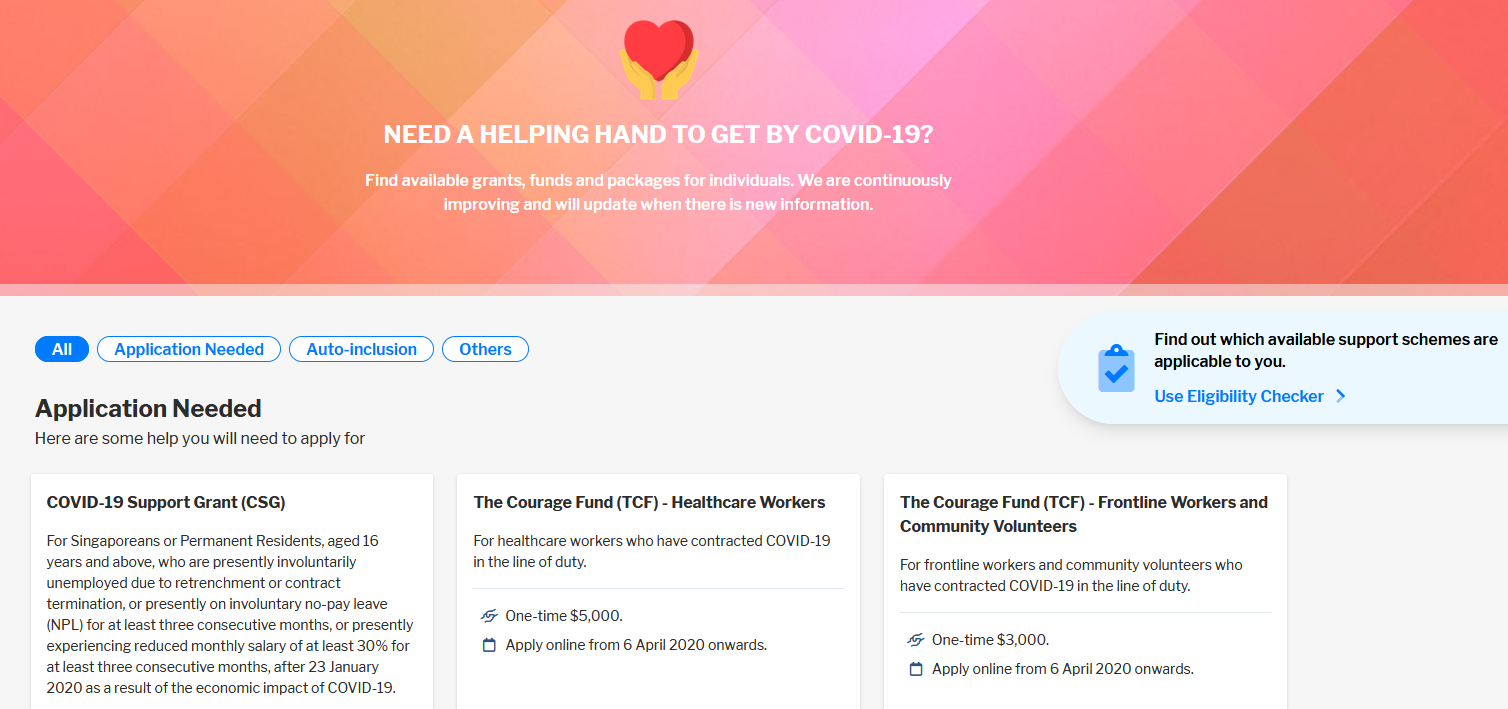 NEED A HELPING HAND TO GET BY COVID-19?
Find available grants, funds and packages for individuals. We are continuously
improving and will update when there is new information.
All
Application Needed
Auto-inclusion
Others
Find out which available support schemes are
applicable to you.
Use Eligibility Checker
Application Needed
Here are some help you will need to apply for
COVID-19 Support Grant (CSG)
For Singaporeans or Permanent Residents, aged 16
years and above, who are presently involuntarily
unemployed due to retrenchment or contract
termination, or presently on involuntary no-pay leave
(NPL) for at least three consecutive months, or presently
experiencing reduced monthly salary of at least 30% for
at least three consecutive months, after 23 January
2020 as a result of the economic impact of COVID-19.
The Courage Fund (TCF) - Healthcare Workers
For healthcare workers who have contracted COVID-19
in the line of duty.
One-time $5,000.
Apply online from 6 April 2020 onwards.
The Courage Fund (TCF) - Frontline Workers and
Community Volunteers
For frontline workers and community volunteers who
have contracted COVID-19 in the line of duty.
One-time $3,000.
Apply online from 6 April 2020 onwards.